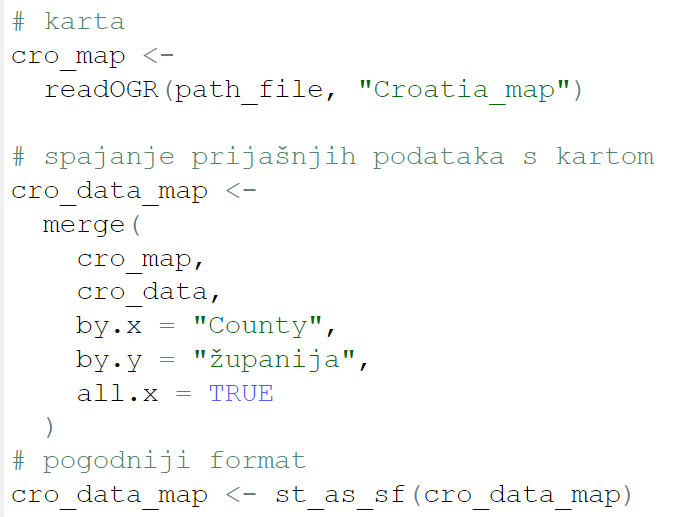 # karta
cro_map <-
  readOGR(path_file, "Croatia_map")

# spajanje prijašnjih podataka s kartom
cro_data_map <-
  merge(
    cro_map,
    cro_data,
    by.x = "County",
    by.y = "županija",
    all.x = TRUE
  )
# pogodniji format
cro_data_map <- st_as_sf(cro_data_map)